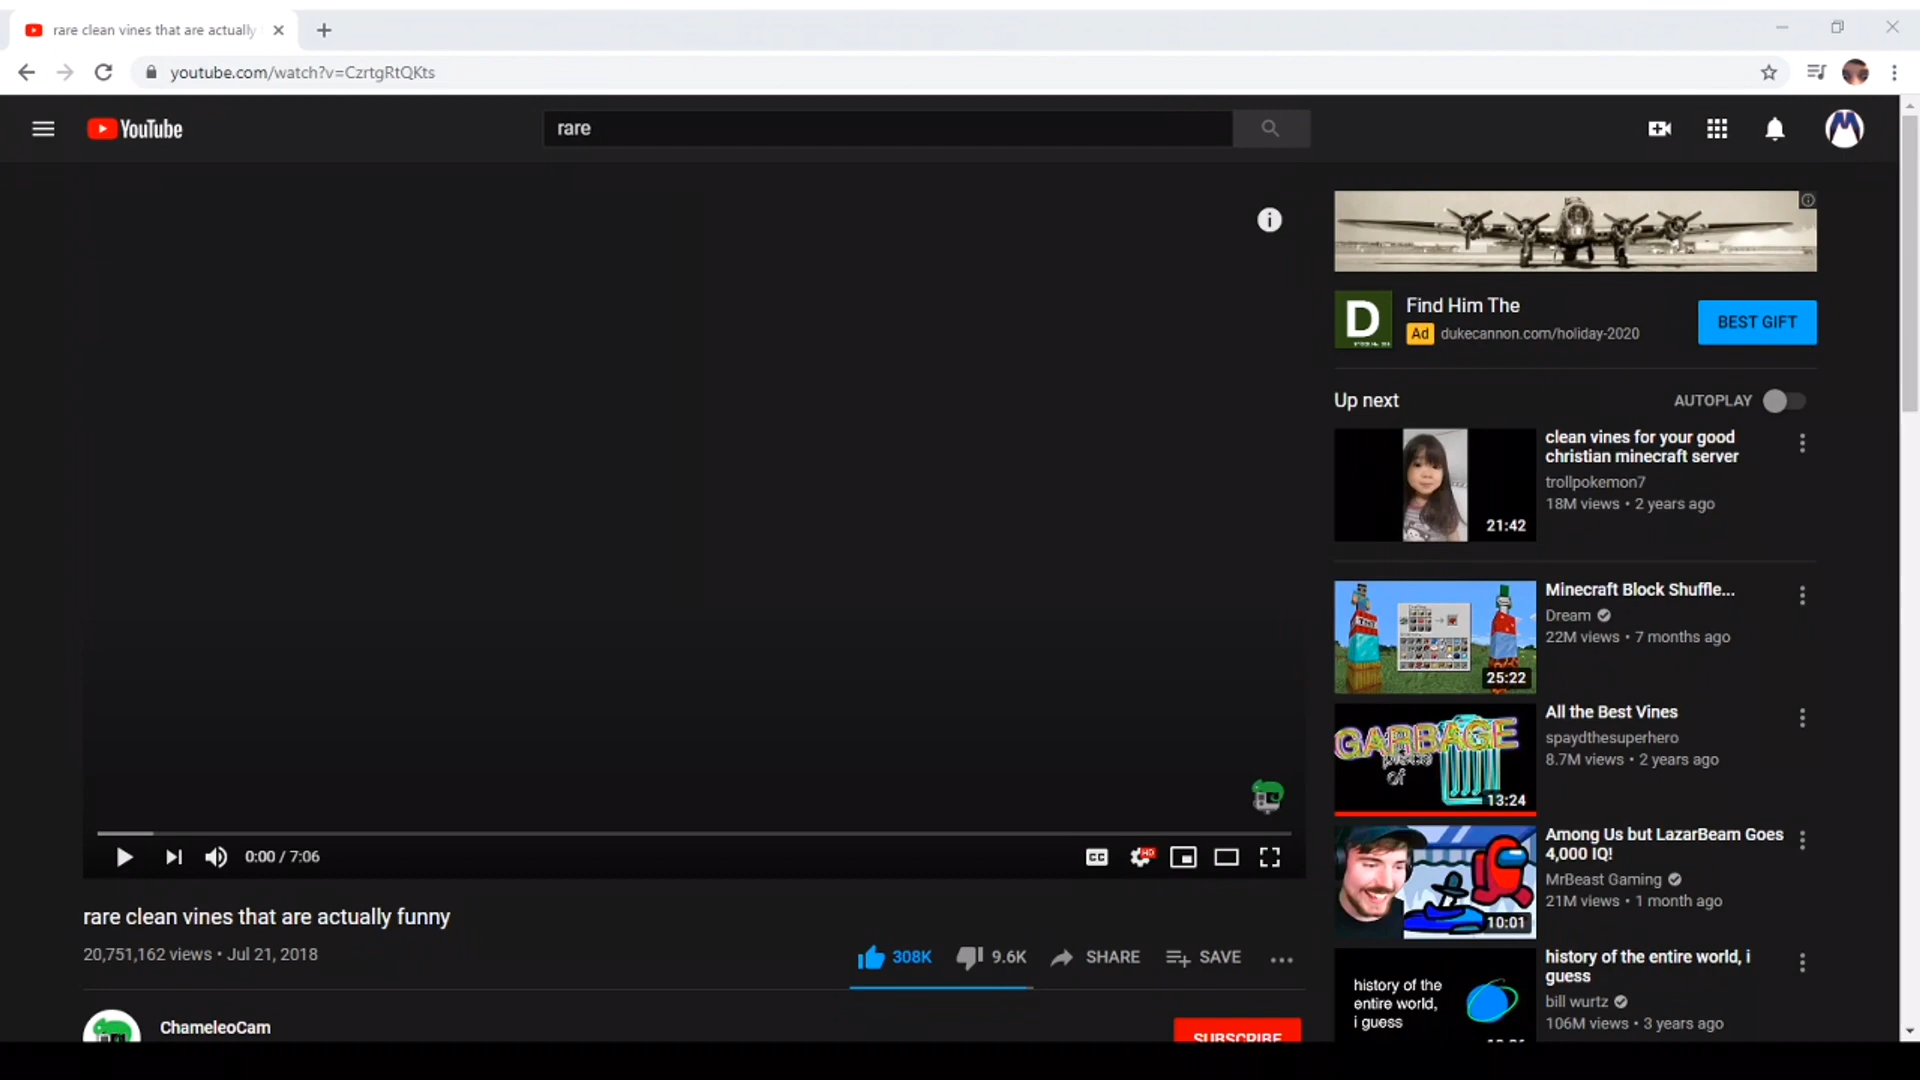 rare clean vines that are actually
youtube.com/watch?v=CzrtgRtQKts
YouTube
rare
Find Him The
Ad dukecannon.com/holiday-2020
BEST GIFT
D
Up next
AUTOPLAY
clean vines for your good
christian minecraft server
trollpokemon7
18M views • 2 years ago
21:42
Minecraft Block Shuffle...
Dream
22M views • 7 months ago
25:22
TNT
All the Best Vines
spaydthesuperhero
8.7M views • 2 years ago
GARBAGE
of
13:24
Among Us but LazarBeam Goes
4,000 IQ!
MrBeast Gaming
21M views • 1 month ago
10:01
history of the entire world, i
guess
bill wurtz
106M views • 3 years ago
history of the
entire world,
i guess
0:00 / 7:06
CC
HD
rare clean vines that are actually funny
20,751,162 views • Jul 21, 2018
308K
9.6K
SHARE
SAVE
ChameleoCam
SUBSCRIBE